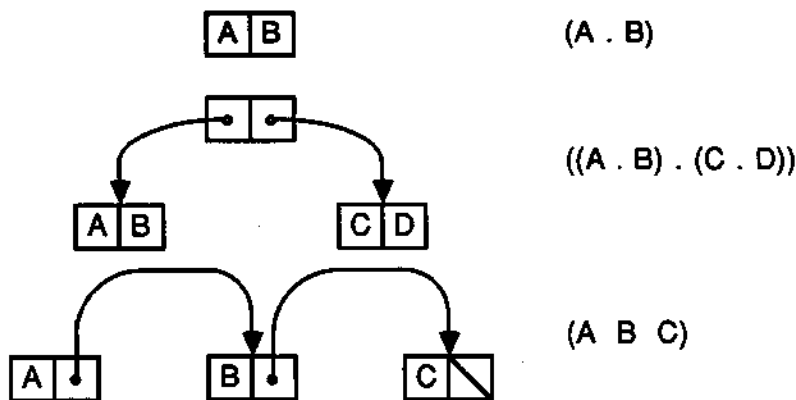 A B (A . B)
((A . B) . (C . D))
A B C D
(A B C)
A B C